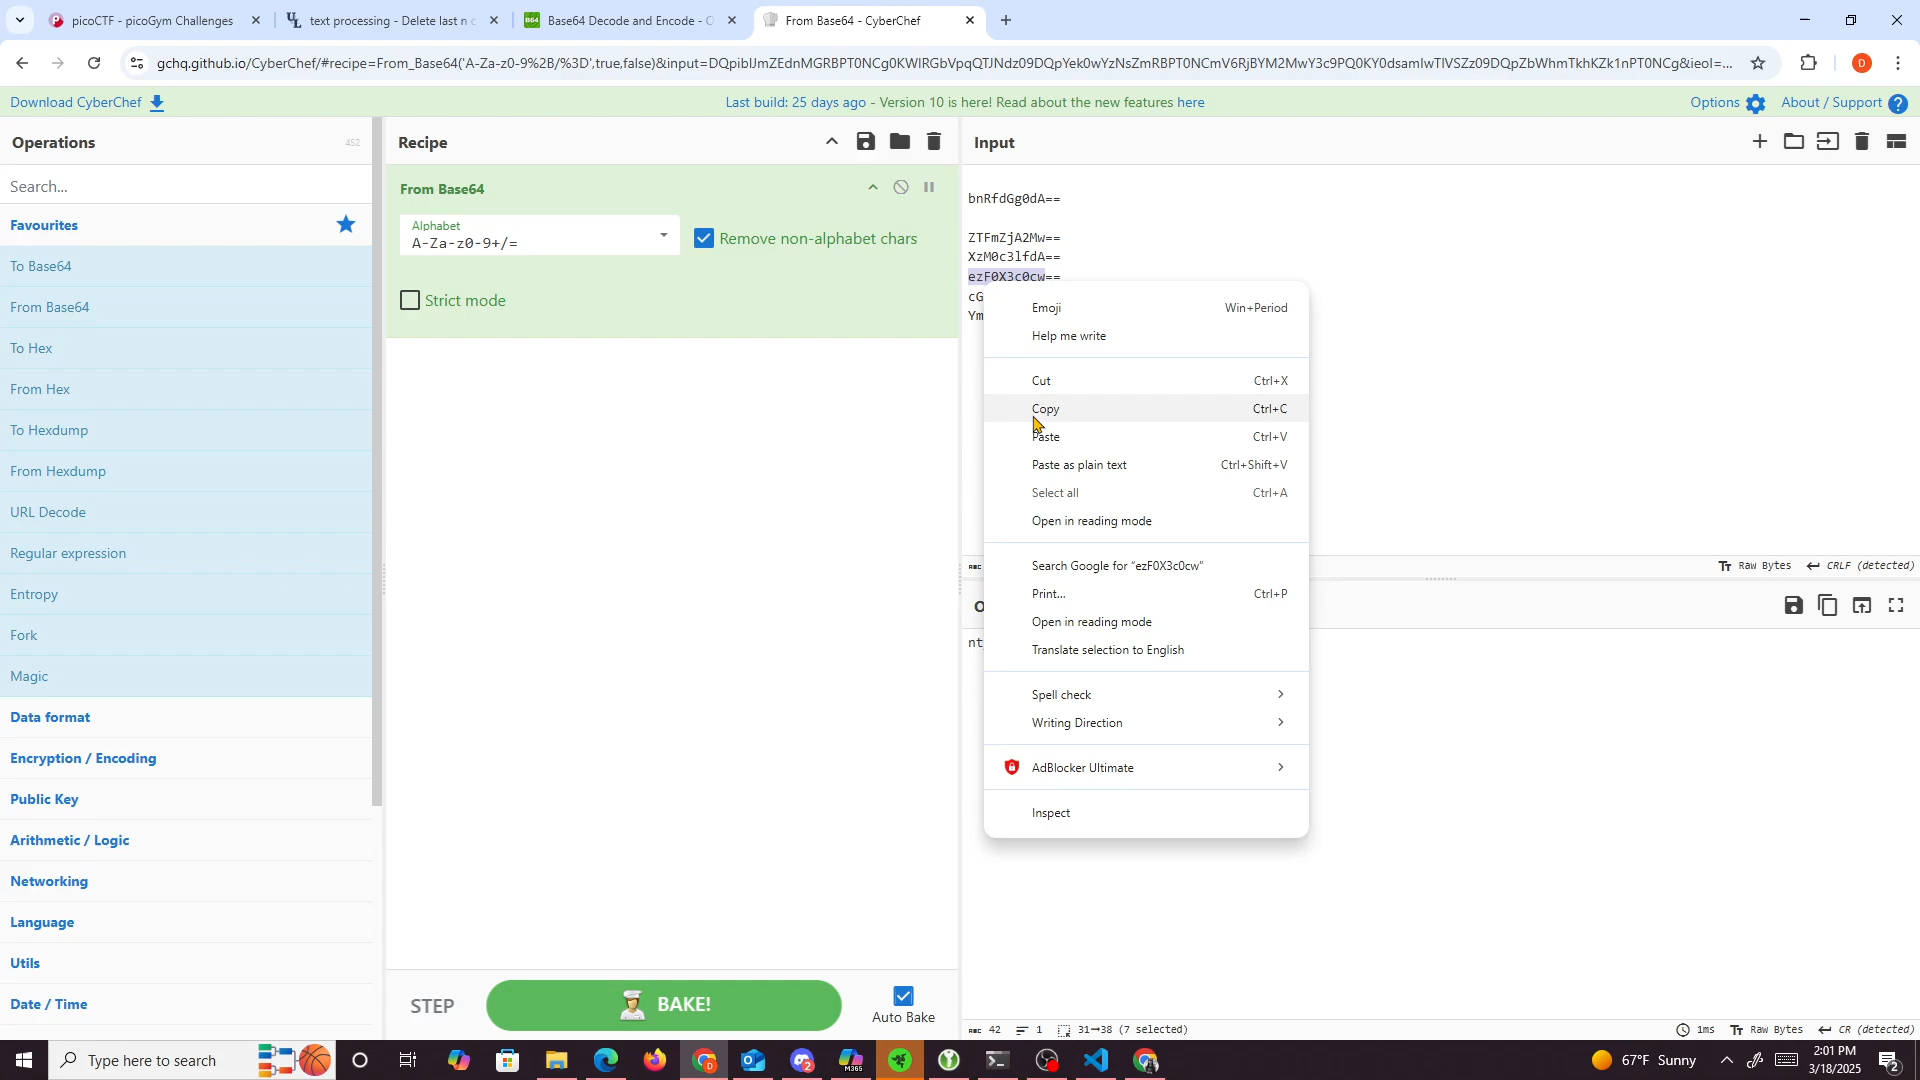 picoCTF - picoGym Challenges
text processing - Delete last n c
Base64 Decode and Encode - O
From Base64 - CyberChef
gchq.github.io/CyberChef/#recipe=From_Base64('A-Za-z0-9%2B/%3D',true,false)&input=DQpiblJmZEdnMGRBPT0NCg0KWlRGbVpqQTJNdz09DQpYek0wYzNsZmRBPT0NCmV6RjBYM2MwY3c9PQ0KY0dsamIwTlVSZz09DQpZbWhmTkhKZk1nPT0NCg&ieol=...
Download CyberChef
Last build: 25 days ago - Version 10 is here! Read about the new features here
Options
About / Support
Operations
452
Recipe
Input
Search...
From Base64
bnRfdGg0dA==
Favourites
Alphabet
A-Za-z0-9+/=
Remove non-alphabet chars
ZTFmZjA2Mw==
XzM0c3lfdA==
ezF0X3c0cw==
cG
Ym
To Base64
From Base64
Strict mode
To Hex
From Hex
To Hexdump
From Hexdump
URL Decode
Regular expression
Entropy
Fork
Magic
Data format
Encryption / Encoding
Public Key
Arithmetic / Logic
Networking
Language
Utils
Date / Time
Emoji Win+Period
Help me write
Cut Ctrl+X
Copy Ctrl+C
Paste Ctrl+V
Paste as plain text Ctrl+Shift+V
Select all Ctrl+A
Open in reading mode
Search Google for “ezF0X3c0cw”
Print... Ctrl+P
Open in reading mode
Translate selection to English
Spell check
Writing Direction
AdBlocker Ultimate
Inspect
Raw Bytes CRLF (detected)
O
nt
STEP
BAKE!
Auto Bake
42 1 31→38 (7 selected)
1ms Raw Bytes CR (detected)
Type here to search
67°F Sunny
2:01 PM
3/18/2025